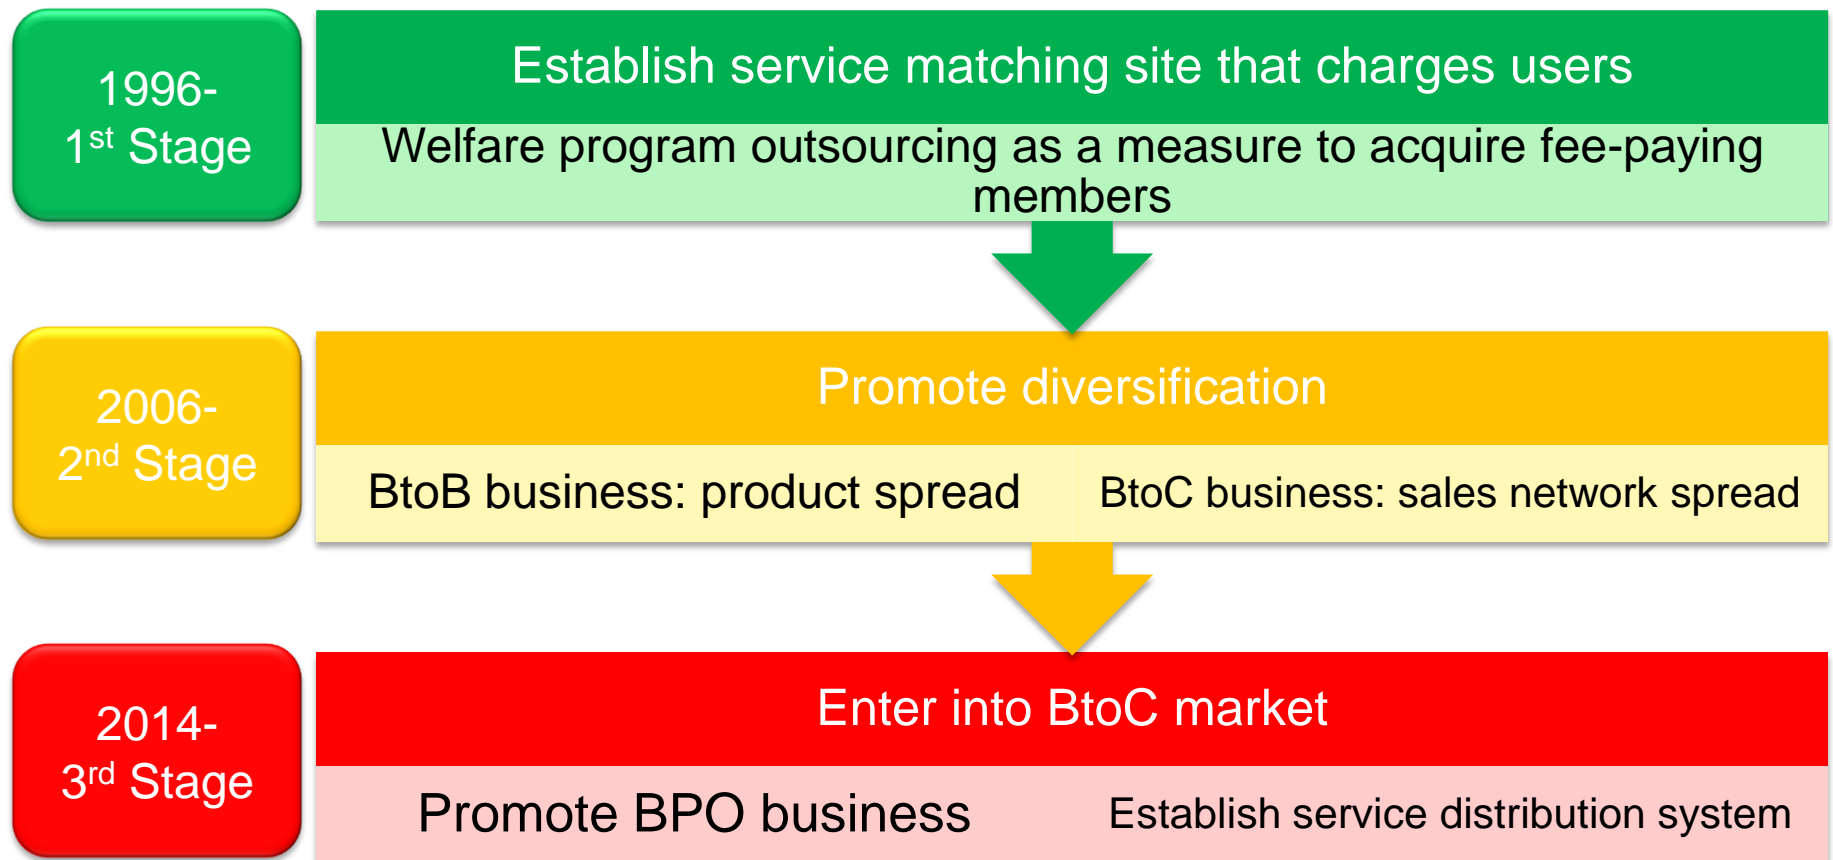 1996-
1st Stage
Establish service matching site that charges users
Welfare program outsourcing as a measure to acquire fee-paying
members
2006-
2nd Stage
Promote diversification
BtoB business: product spread
BtoC business: sales network spread
2014-
3rd Stage
Enter into BtoC market
Promote BPO business
Establish service distribution system